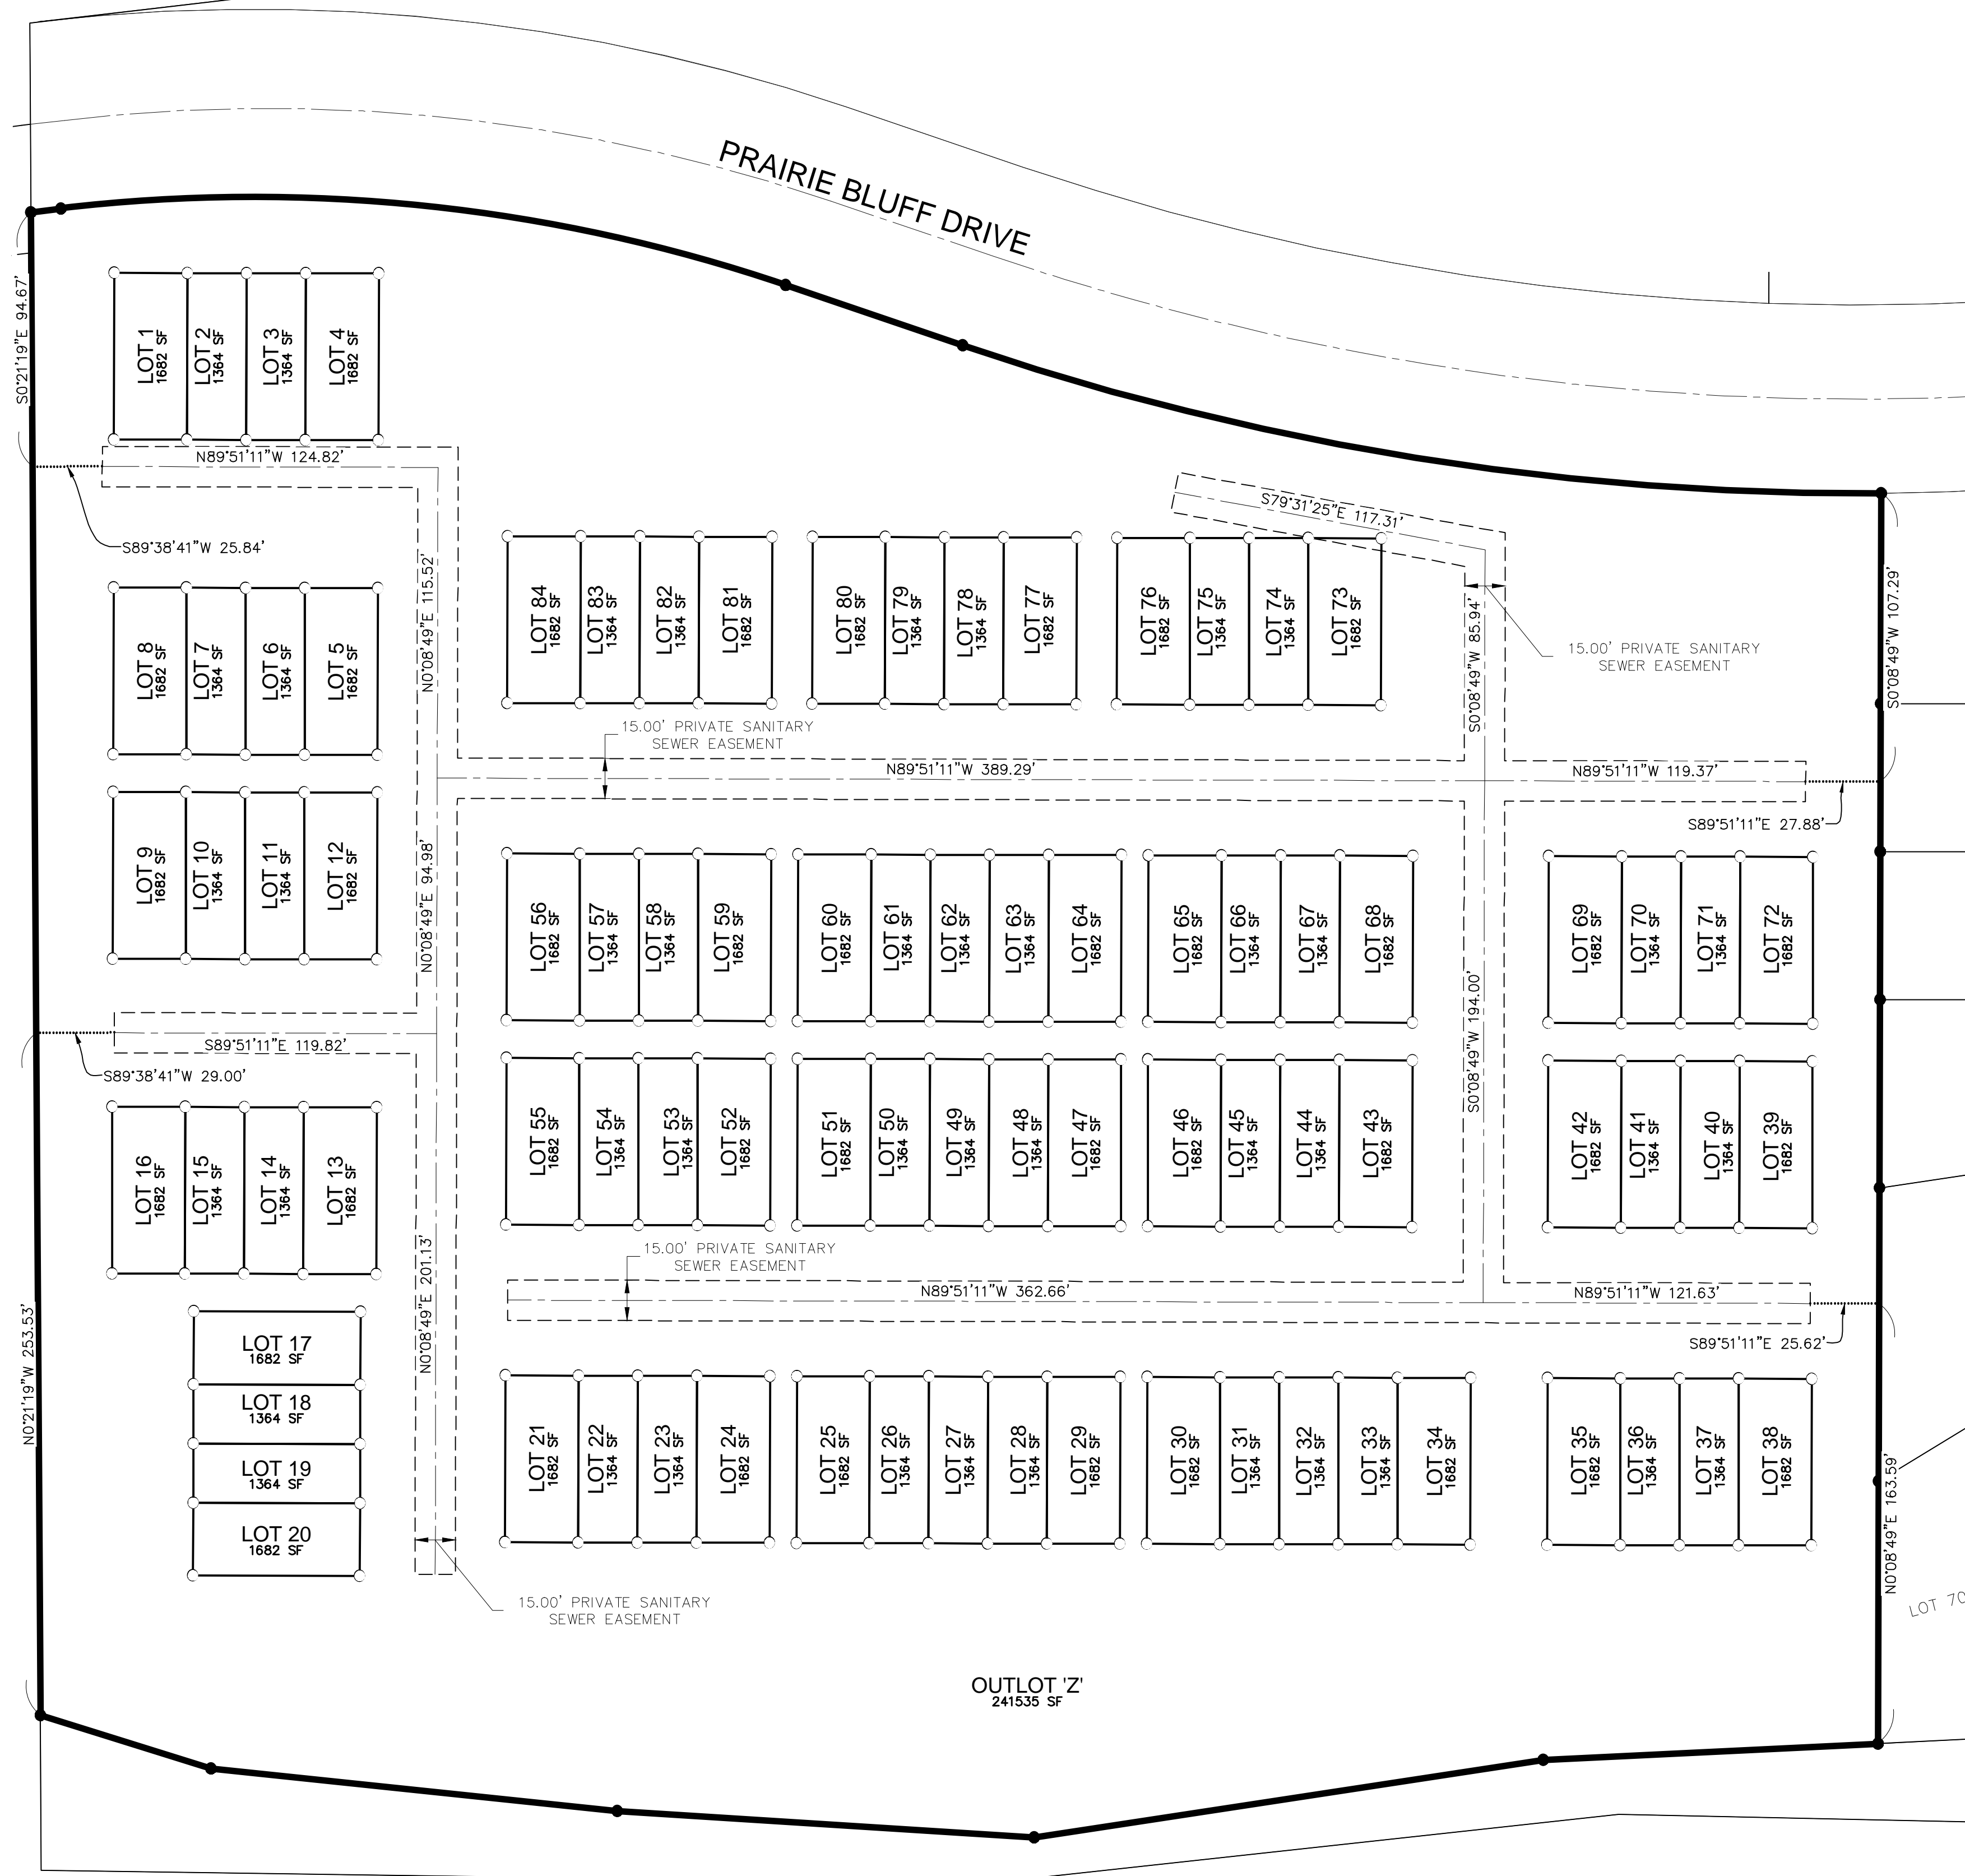 PRAIRIE BLUFF DRIVE
S0°21'19"E 94.67'
LOT 1
1682 SF
LOT 2
1364 SF
LOT 3
1364 SF
LOT 4
1682 SF
N89°51'11"W 124.82'
S89°38'41"W 25.84'
N0°08'49"E 115.52'
S79°31'25"E 117.31'
S0°08'49"W 85.94'
15.00' PRIVATE SANITARY
SEWER EASEMENT
S0°08'49"W 107.29'
LOT 8
1682 SF
LOT 7
1364 SF
LOT 6
1364 SF
LOT 5
1682 SF
LOT 84
1682 SF
LOT 83
1364 SF
LOT 82
1364 SF
LOT 81
1682 SF
LOT 80
1682 SF
LOT 79
1364 SF
LOT 78
1364 SF
LOT 77
1682 SF
LOT 76
1682 SF
LOT 75
1364 SF
LOT 74
1364 SF
LOT 73
1682 SF
15.00' PRIVATE SANITARY
SEWER EASEMENT
N89°51'11"W 389.29'
N89°51'11"W 119.37'
S89°51'11"E 27.88'
LOT 9
1682 SF
LOT 10
1364 SF
LOT 11
1364 SF
LOT 12
1682 SF
N0°08'49"E 94.98'
LOT 56
1682 SF
LOT 57
1364 SF
LOT 58
1364 SF
LOT 59
1682 SF
LOT 60
1682 SF
LOT 61
1364 SF
LOT 62
1364 SF
LOT 63
1364 SF
LOT 64
1682 SF
LOT 65
1682 SF
LOT 66
1364 SF
LOT 67
1364 SF
LOT 68
1682 SF
S0°08'49"W 194.00'
LOT 69
1682 SF
LOT 70
1364 SF
LOT 71
1364 SF
LOT 72
1682 SF
S89°51'11"E 119.82'
S89°38'41"W 29.00'
LOT 16
1682 SF
LOT 15
1364 SF
LOT 14
1364 SF
LOT 13
1682 SF
LOT 55
1682 SF
LOT 54
1364 SF
LOT 53
1364 SF
LOT 52
1682 SF
LOT 51
1682 SF
LOT 50
1364 SF
LOT 49
1364 SF
LOT 48
1364 SF
LOT 47
1682 SF
LOT 46
1682 SF
LOT 45
1364 SF
LOT 44
1364 SF
LOT 43
1682 SF
LOT 42
1682 SF
LOT 41
1364 SF
LOT 40
1364 SF
LOT 39
1682 SF
15.00' PRIVATE SANITARY
SEWER EASEMENT
N89°51'11"W 362.66'
N89°51'11"W 121.63'
S89°51'11"E 25.62'
N0°21'19"W 253.53'
N0°08'49"E 201.13'
LOT 17
1682 SF
LOT 18
1364 SF
LOT 19
1364 SF
LOT 20
1682 SF
LOT 21
1682 SF
LOT 22
1364 SF
LOT 23
1364 SF
LOT 24
1682 SF
LOT 25
1682 SF
LOT 26
1364 SF
LOT 27
1364 SF
LOT 28
1364 SF
LOT 29
1682 SF
LOT 30
1682 SF
LOT 31
1364 SF
LOT 32
1364 SF
LOT 33
1364 SF
LOT 34
1682 SF
LOT 35
1682 SF
LOT 36
1364 SF
LOT 37
1364 SF
LOT 38
1682 SF
N0°08'49"E 163.59'
LOT 70
15.00' PRIVATE SANITARY
SEWER EASEMENT
OUTLOT 'Z'
241535 SF